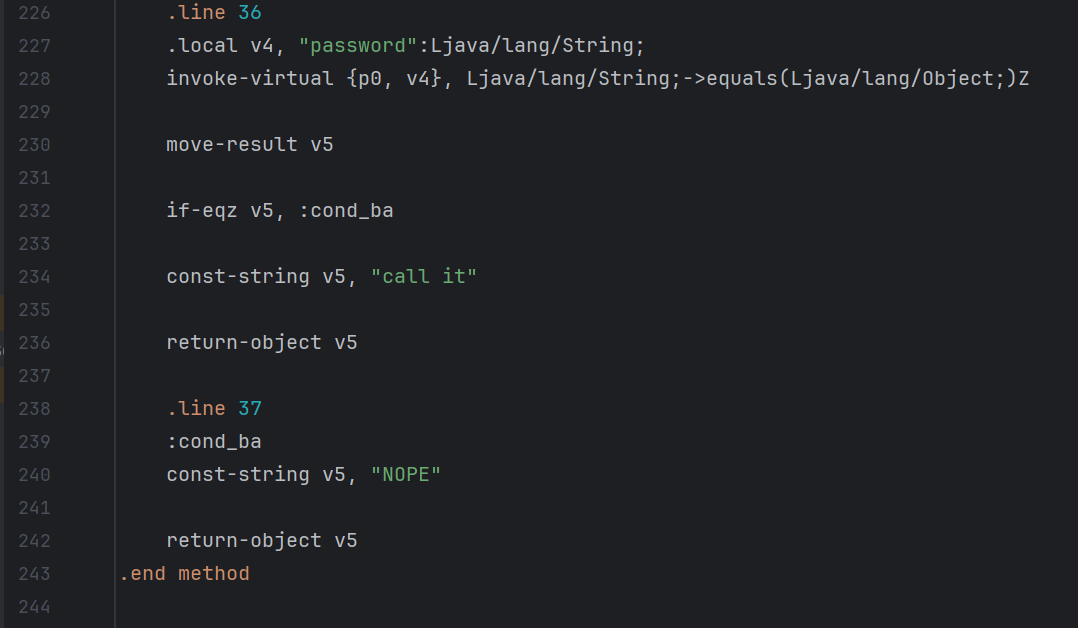 226 .line 36
227 .local v4, "password":Ljava/lang/String;
228 invoke-virtual {p0, v4}, Ljava/lang/String;->equals(Ljava/lang/Object;)Z
229
230 move-result v5
231
232 if-eqz v5, :cond_ba
233
234 const-string v5, "call it"
235
236 return-object v5
237
238 .line 37
239 :cond_ba
240 const-string v5, "NOPE"
241
242 return-object v5
243 .end method
244